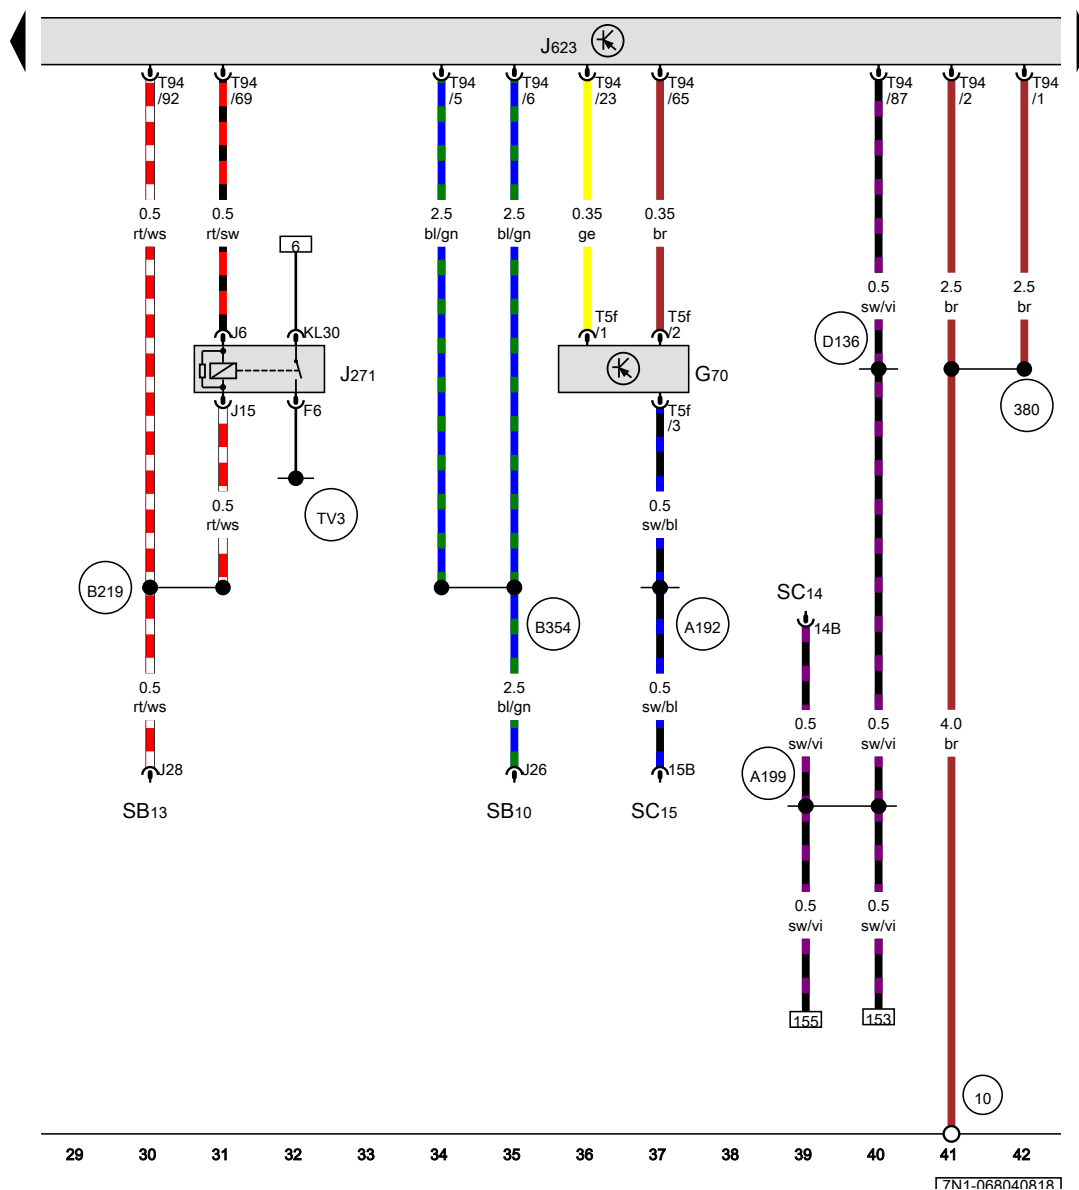 J623
T94 T94 T94 T94 T94 T94 T94 T94 T94
/92 /69 /5 /6 /23 /65 /87 /2 /1
0.5 0.5 2.5 2.5 0.35 0.35
rt/ws rt/sw bl/gn bl/gn ge br
6
0.5 2.5 2.5
sw/vi br br
T5f T5f
J6 KL30 /1 /2
D136
J271 G70
J15 F6 T5f 380
/3
0.5 0.5
rt/ws TV3 sw/bl
B219 SC14
B354 A192 14B
0.5 2.5 0.5
rt/ws bl/gn sw/bl
0.5 0.5 4.0
sw/vi sw/vi br
J28 J26 15B A199
SB13 SB10 SC15
0.5 0.5
sw/vi sw/vi
155 153
10
29 30 31 32 33 34 35 36 37 38 39 40 41 42
7N1-068040818